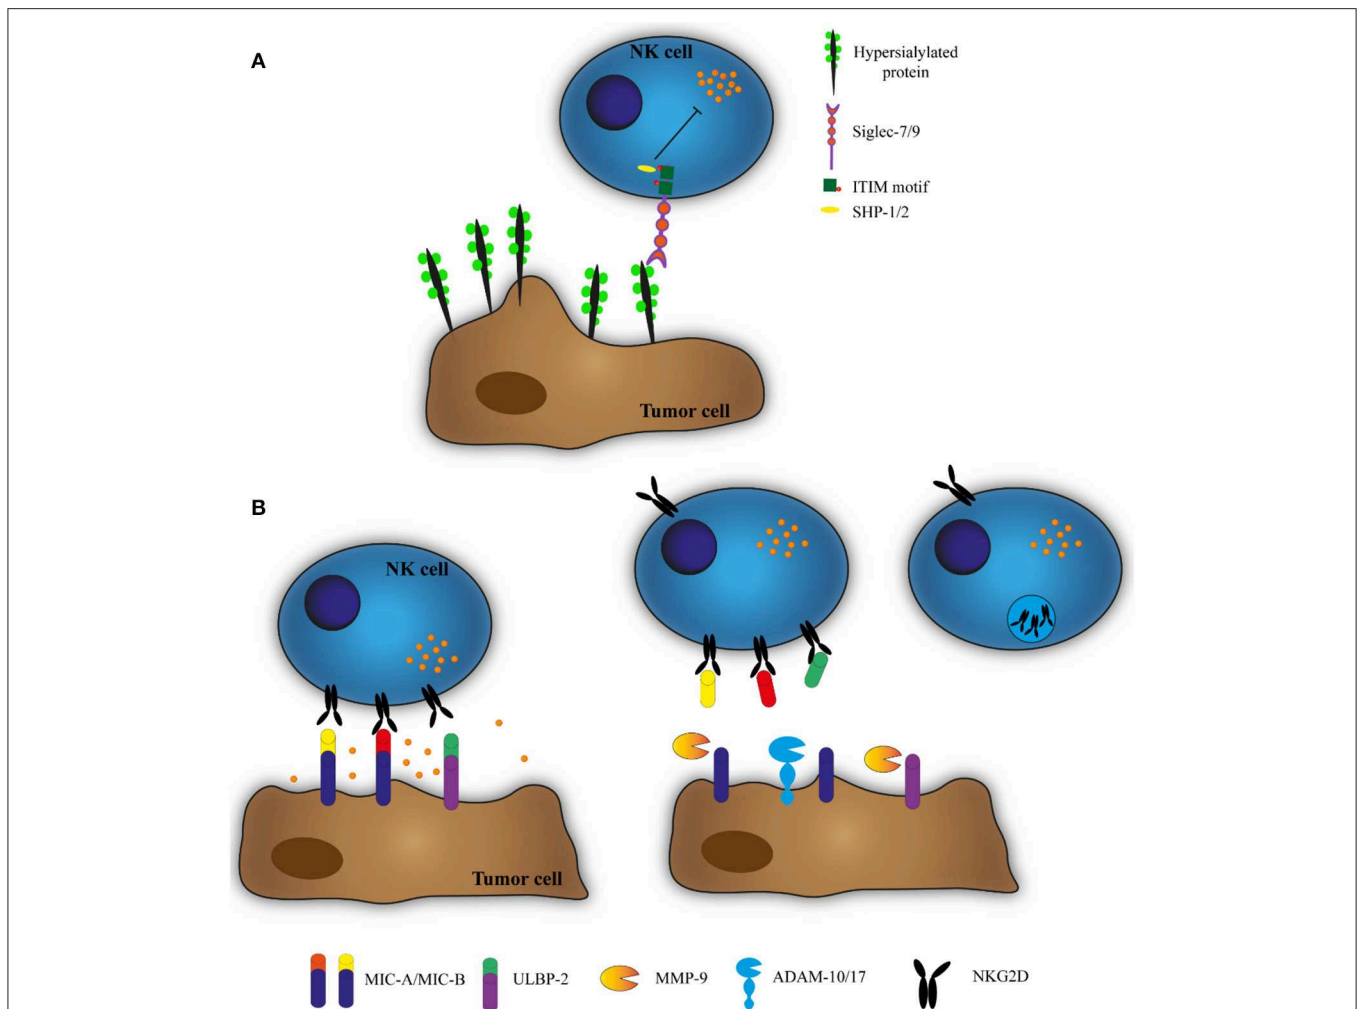 A
NK cell
Hypersialylated
protein
Siglec-7/9
ITIM motif
SHP-1/2
Tumor cell
B
NK cell
Tumor cell
MIC-A/MIC-B
ULBP-2
MMP-9
ADAM-10/17
NKG2D